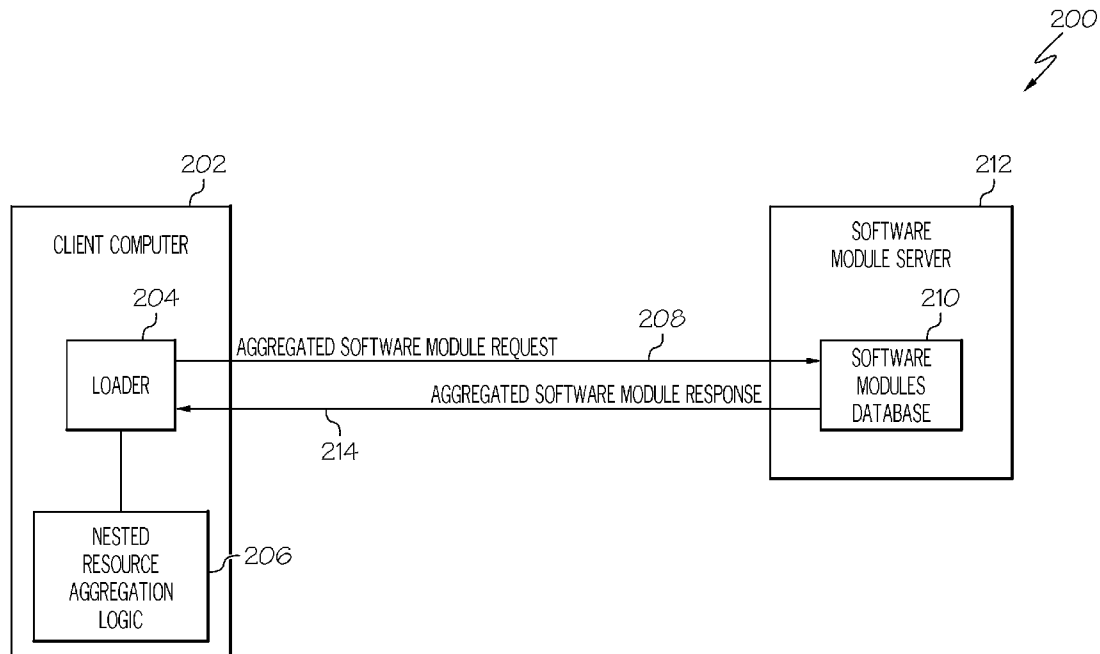 200
202
212
CLIENT COMPUTER
SOFTWARE
MODULE SERVER
204
210
208
AGGREGATED SOFTWARE MODULE REQUEST
LOADER
SOFTWARE
MODULES
DATABASE
AGGREGATED SOFTWARE MODULE RESPONSE
214
NESTED
RESOURCE
AGGREGATION
LOGIC
206